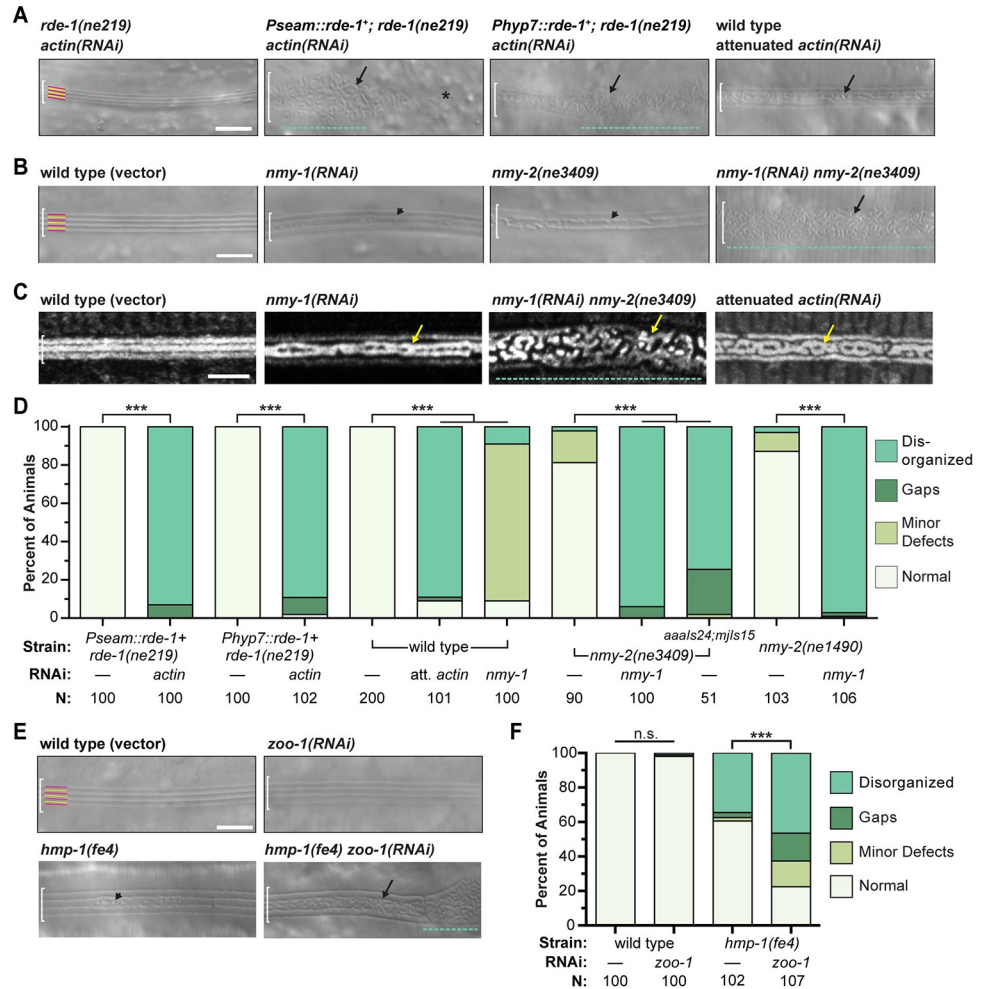 A
rde-1(ne219)
actin(RNAi)
Pseam::rde-1⁺; rde-1(ne219)
actin(RNAi)
Phyp7::rde-1⁺; rde-1(ne219)
actin(RNAi)
wild type
attenuated actin(RNAi)
*
B
wild type (vector)
nmy-1(RNAi)
nmy-2(ne3409)
nmy-1(RNAi) nmy-2(ne3409)
C
wild type (vector)
nmy-1(RNAi)
nmy-1(RNAi) nmy-2(ne3409)
attenuated actin(RNAi)
D
*** *** *** *** ***
Percent of Animals
100
80
60
40
20
0
Dis-
organized
Gaps
Minor
Defects
Normal
Strain:
Pseam::rde-1+
rde-1(ne219)
Phyp7::rde-1+
rde-1(ne219)
wild type
nmy-2(ne3409)
aaals24;mjls15
nmy-2(ne1490)
RNAi: — actin — actin — att. actin nmy-1 — nmy-1 — — nmy-1
N: 100 100 100 102 200 101 100 90 100 51 103 106
E
wild type (vector)
zoo-1(RNAi)
hmp-1(fe4)
hmp-1(fe4) zoo-1(RNAi)
F
n.s. ***
Percent of Animals
100
80
60
40
20
0
Disorganized
Gaps
Minor Defects
Normal
Strain: wild type hmp-1(fe4)
RNAi: — zoo-1 — zoo-1
N: 100 100 102 107